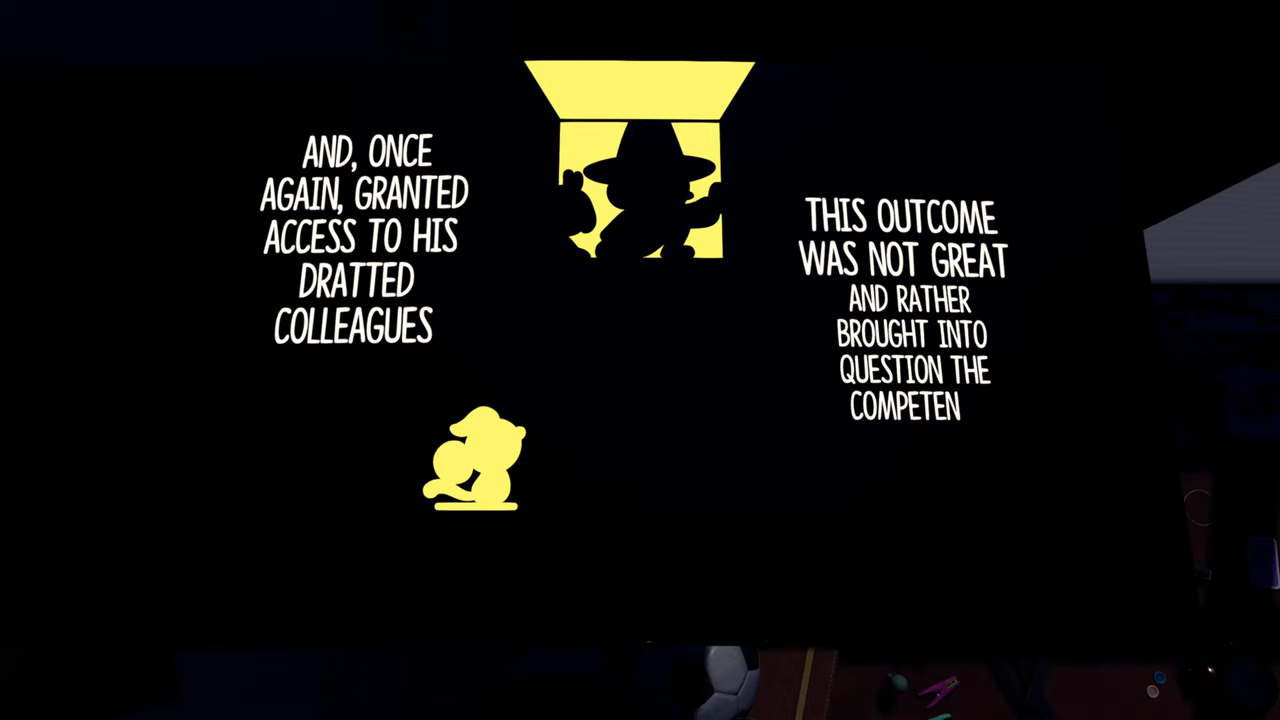 AND, ONCE
AGAIN, GRANTED
ACCESS TO HIS
DRATTED
COLLEAGUES
THIS OUTCOME
WAS NOT GREAT
AND RATHER
BROUGHT INTO
QUESTION THE
COMPETEN